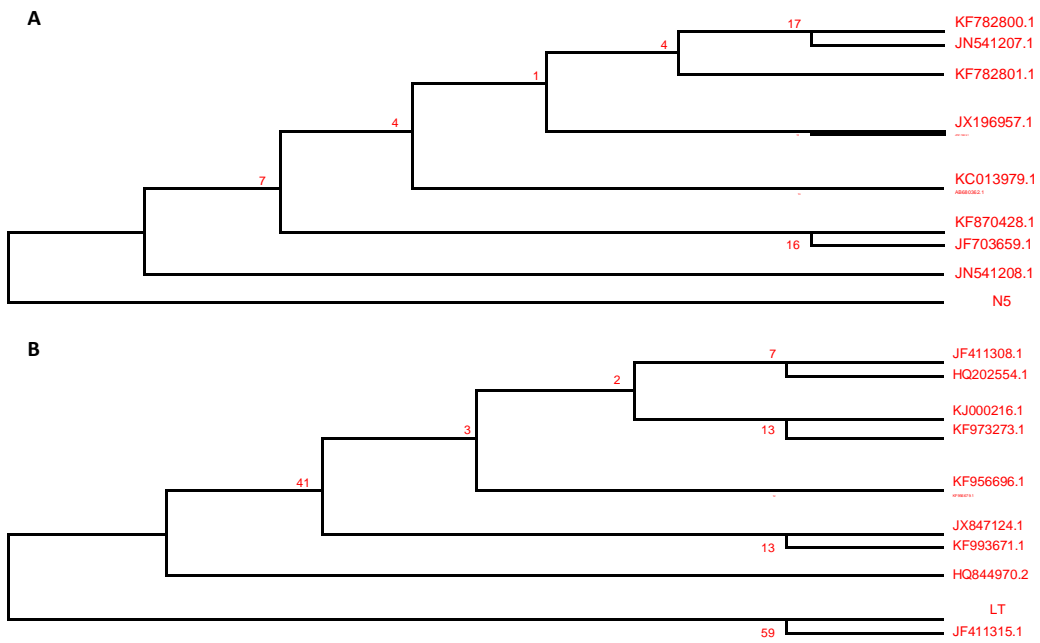 A
17
KF782800.1
JN541207.1
4
KF782801.1
1
JX196957.1
4
KC013979.1
7
KF870428.1
16
JF703659.1
JN541208.1
N5
B
7
JF411308.1
HQ202554.1
2
KJ000216.1
13
KF973273.1
3
KF956696.1
41
JX847124.1
13
KF993671.1
HQ844970.2
LT
59
JF411315.1